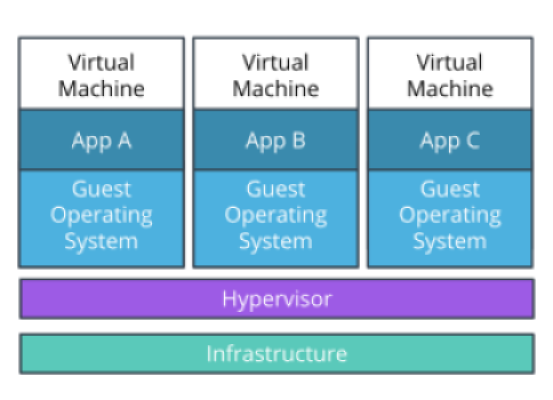 Virtual
Machine
App A
Guest
Operating
System
Virtual
Machine
App B
Guest
Operating
System
Virtual
Machine
App C
Guest
Operating
System
Hypervisor
Infrastructure